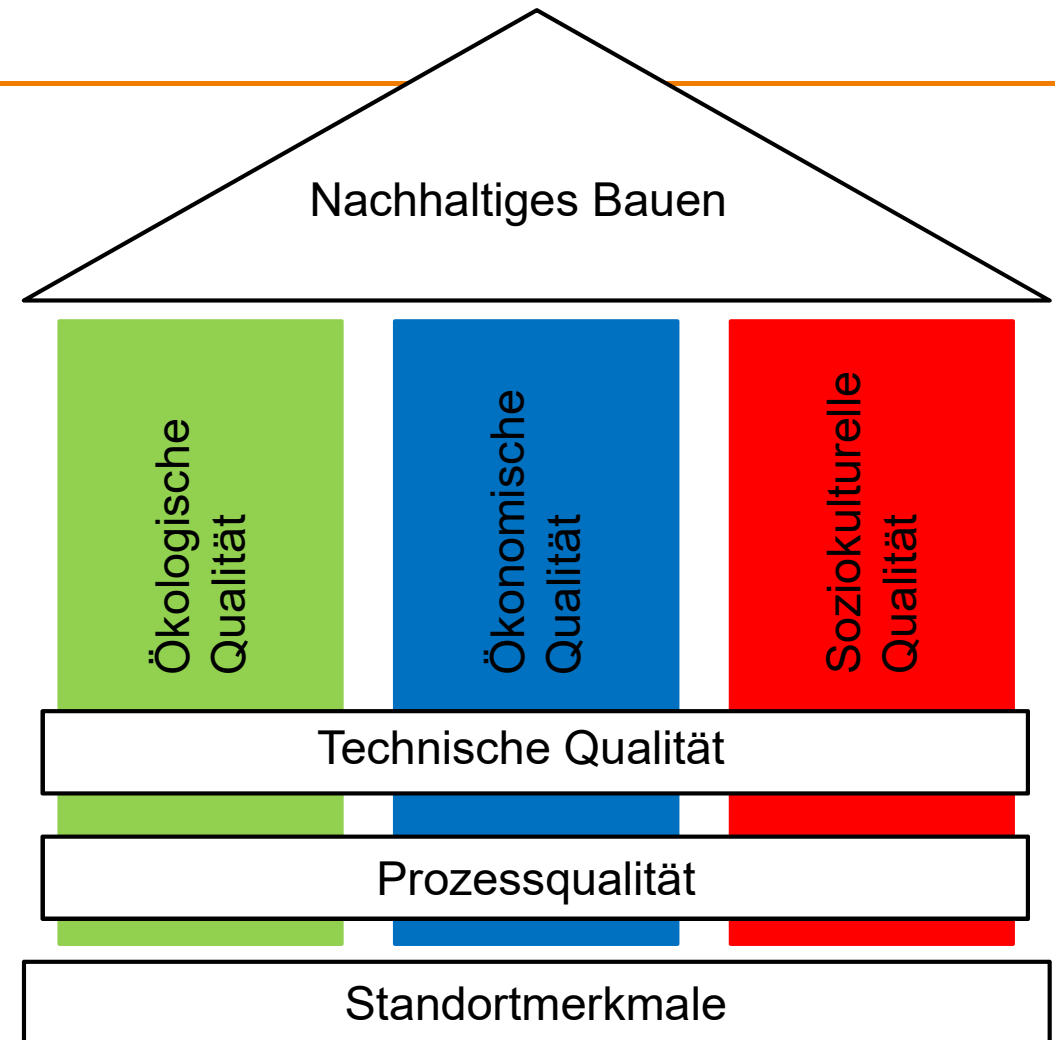 Nachhaltiges Bauen
Ökologische
Qualität
Ökonomische
Qualität
Soziokulturelle
Qualität
Technische Qualität
Prozessqualität
Standortmerkmale